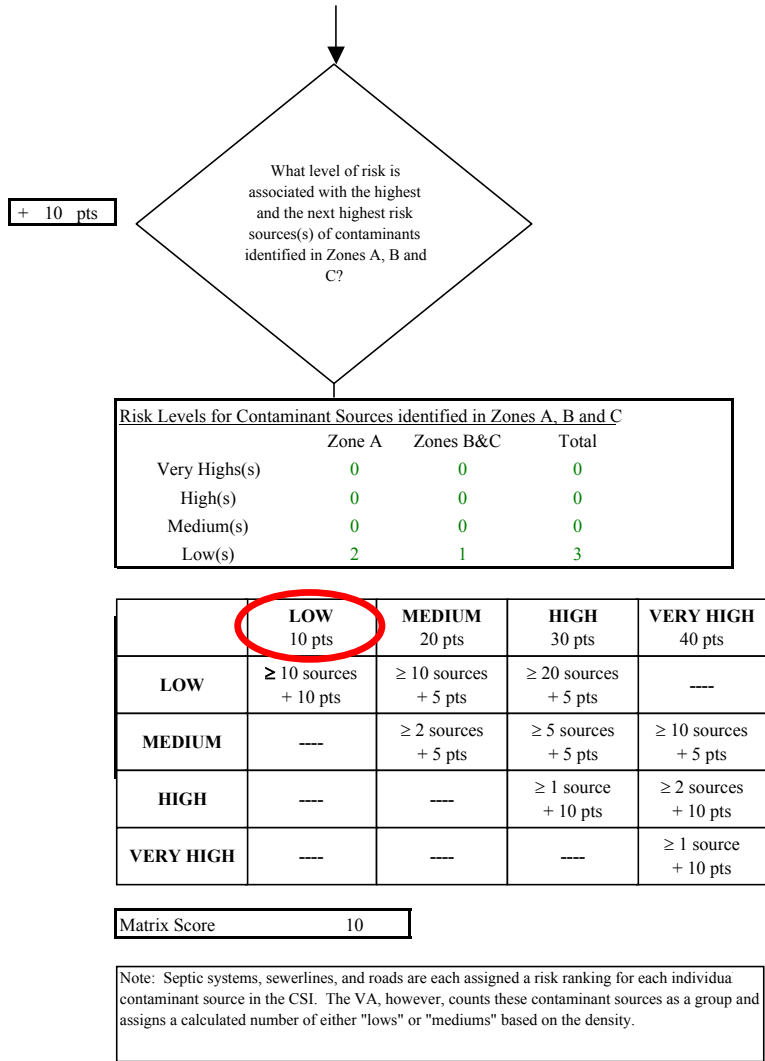 What level of risk is
associated with the highest
and the next highest risk
sources(s) of contaminants
identified in Zones A, B and
C?
+ 10 pts
Risk Levels for Contaminant Sources identified in Zones A, B and C
Zone A Zones B&C Total
Very Highs(s) 0 0 0
High(s) 0 0 0
Medium(s) 0 0 0
Low(s) 2 1 3
LOW MEDIUM HIGH VERY HIGH
10 pts 20 pts 30 pts 40 pts
LOW ≥ 10 sources ≥ 10 sources ≥ 20 sources ----
+ 10 pts + 5 pts + 5 pts
MEDIUM ---- ≥ 2 sources ≥ 5 sources ≥ 10 sources
+ 5 pts + 5 pts + 5 pts
HIGH ---- ---- ≥ 1 source ≥ 2 sources
+ 10 pts + 10 pts
VERY HIGH ---- ---- ---- ≥ 1 source
+ 10 pts
Matrix Score 10
Note: Septic systems, sewerlines, and roads are each assigned a risk ranking for each individua
contaminant source in the CSI. The VA, however, counts these contaminant sources as a group and
assigns a calculated number of either "lows" or "mediums" based on the density.